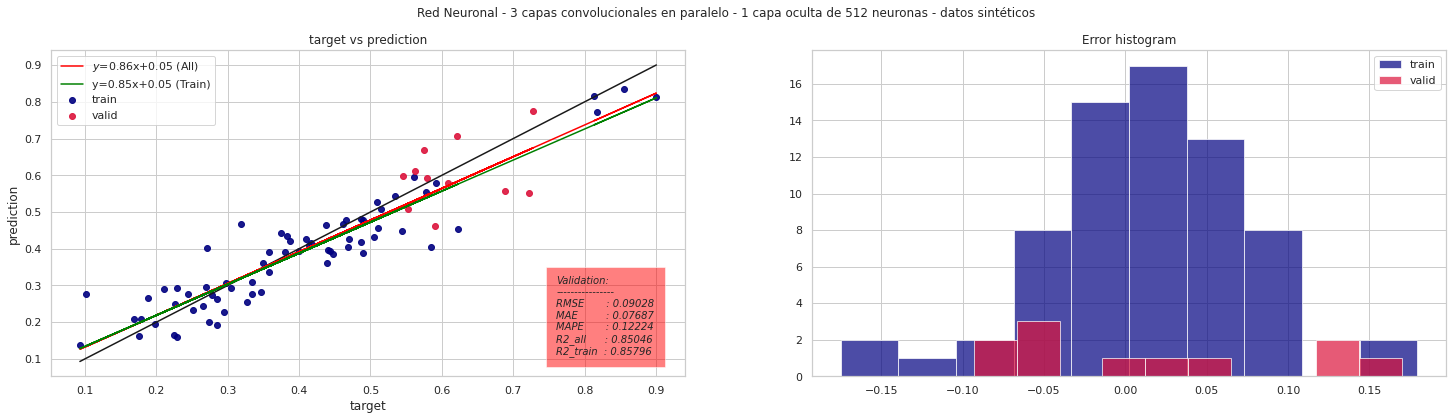 Red Neuronal - 3 capas convolucionales en paralelo - 1 capa oculta de 512 neuronas - datos sintéticos
target vs prediction
y=0.86x+0.05 (All)
y=0.85x+0.05 (Train)
train
valid
0.9
0.8
0.7
0.6
0.5
0.4
0.3
0.2
0.1
prediction
Validation:
----------------
RMSE : 0.09028
MAE : 0.07687
MAPE : 0.12224
R2_all : 0.85046
R2_train : 0.85796
0.1 0.2 0.3 0.4 0.5 0.6 0.7 0.8 0.9
target
Error histogram
train
valid
16
14
12
10
8
6
4
2
0
−0.15 −0.10 −0.05 0.00 0.05 0.10 0.15